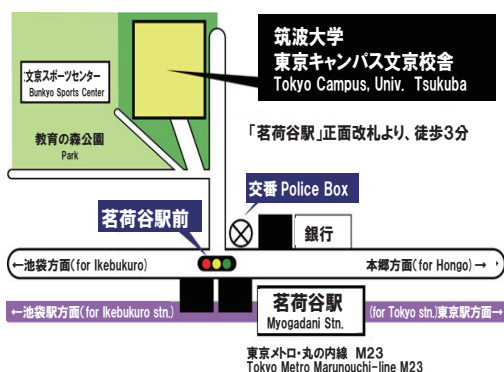 筑波大学
東京キャンパス文京校舎
Tokyo Campus, Univ. Tsukuba
文京スポーツセンター
Bunkyo Sports Center
「茗荷谷駅」正面改札より、徒歩3分
教育の森公園
Park
交番 Police Box
茗荷谷駅前
銀行
←池袋方面(for Ikebukuro)
本郷方面(for Hongo)→
←池袋駅方面(for Ikebukuro stn.)
茗荷谷駅
Myogadani Stn.
(for Tokyo stn.)東京駅方面→
東京メトロ・丸の内線 M23
Tokyo Metro Marunouchi-line M23